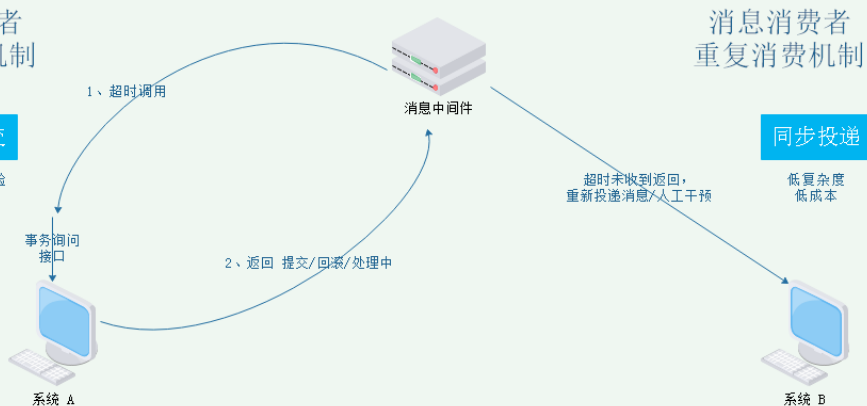 者
机制
消息消费者
重复消费机制
1、超时调用
消息中间件
同步投递
超时未收到返回，
重新投递消息/人工干预
低复杂度
低成本
事务询问
接口
2、返回 提交/回滚/处理中
系统 A
系统 B